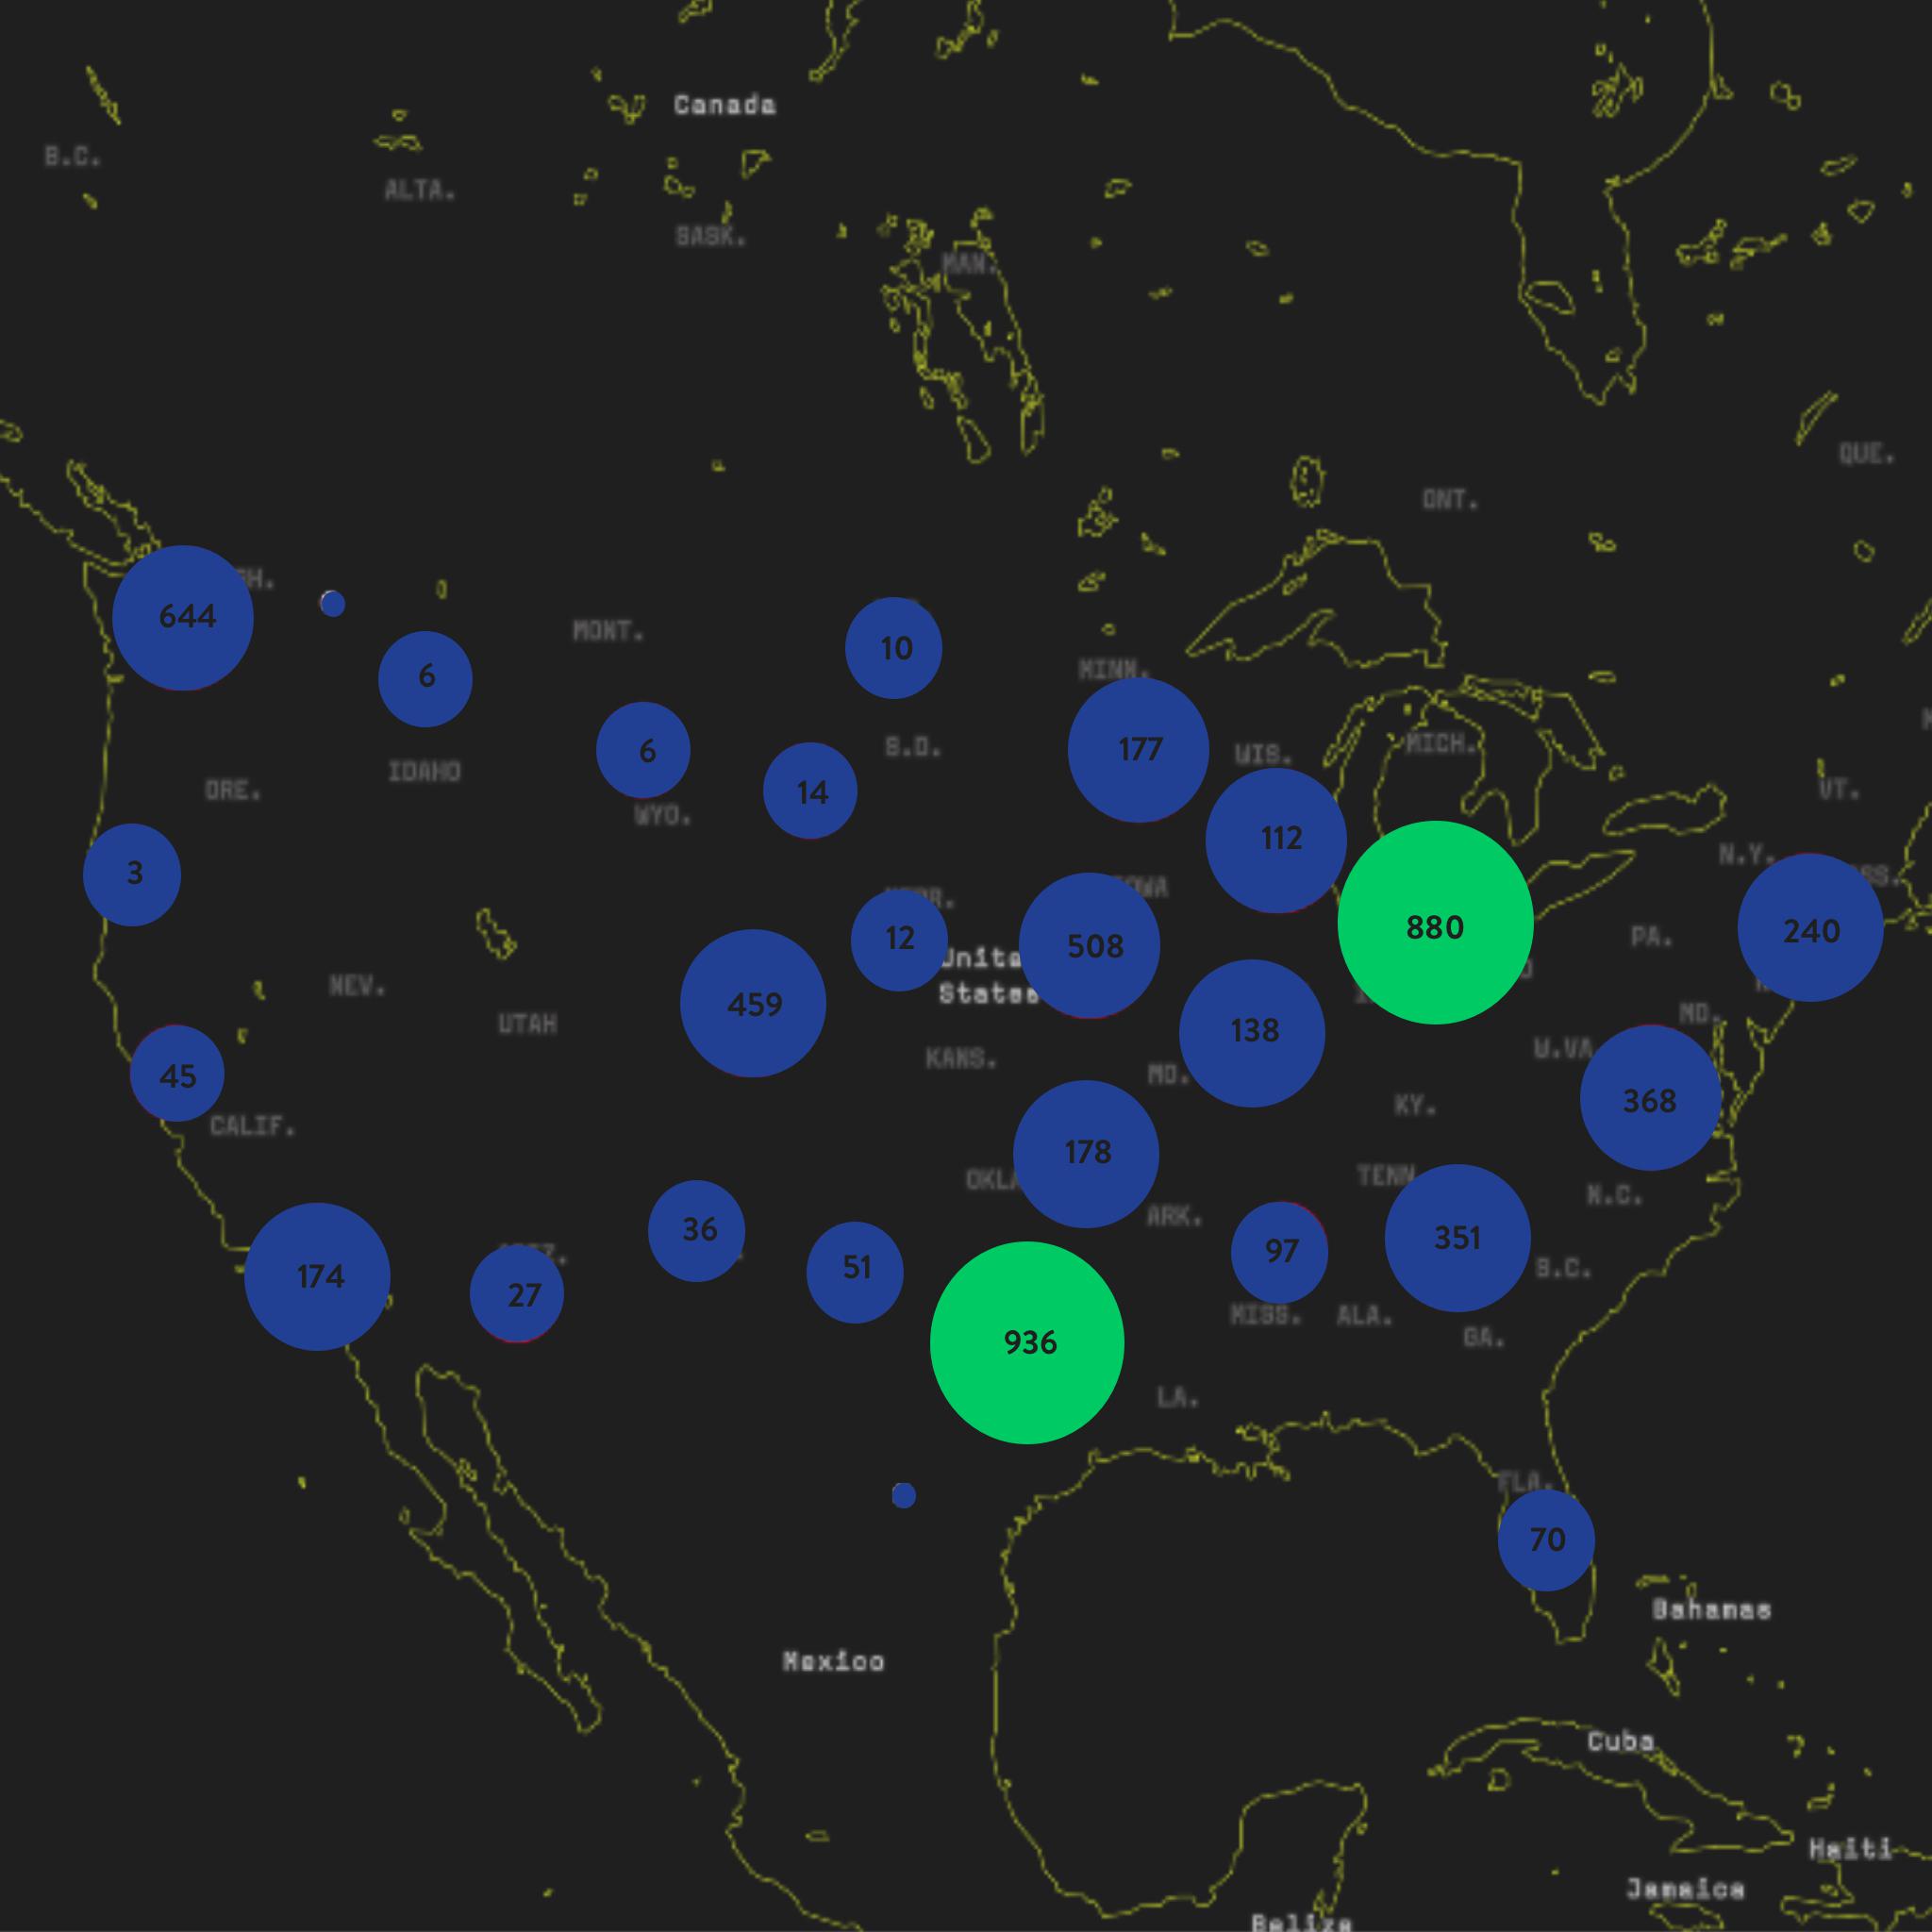 Canada
B.C.
ALTA.
SASK.
MAN.
QUE.
ONT.
644
6
MONT.
10
MINN.
6
S.D.
177
WIS.
MICH.
IDAHO
ORE.
14
VT.
WYO.
112
N.Y.
3
12
508
880
PA.
240
United
States
459
NEV.
UTAH
138
MD.
KANS.
W.VA
45
MO.
368
KY.
CALIF.
178
OKLA
TENN
N.C.
ARK.
36
351
97
51
S.C.
174
27
MISS.
ALA.
GA.
936
LA.
FLA.
70
Bahamas
Mexico
Cuba
Haiti
Jamaica
Belize